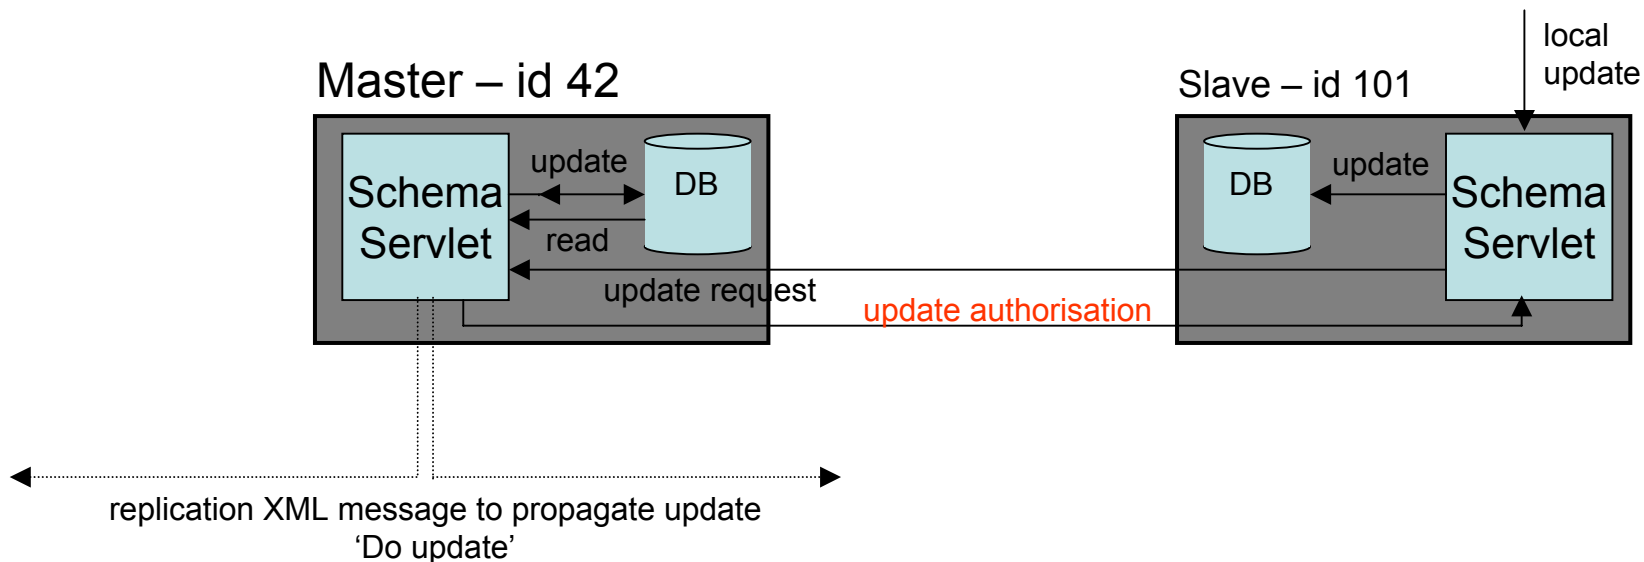 local
update
Master – id 42
Slave – id 101
Schema
Servlet
update
DB
read
update request
update authorisation
DB
update
Schema
Servlet
replication XML message to propagate update
‘Do update’